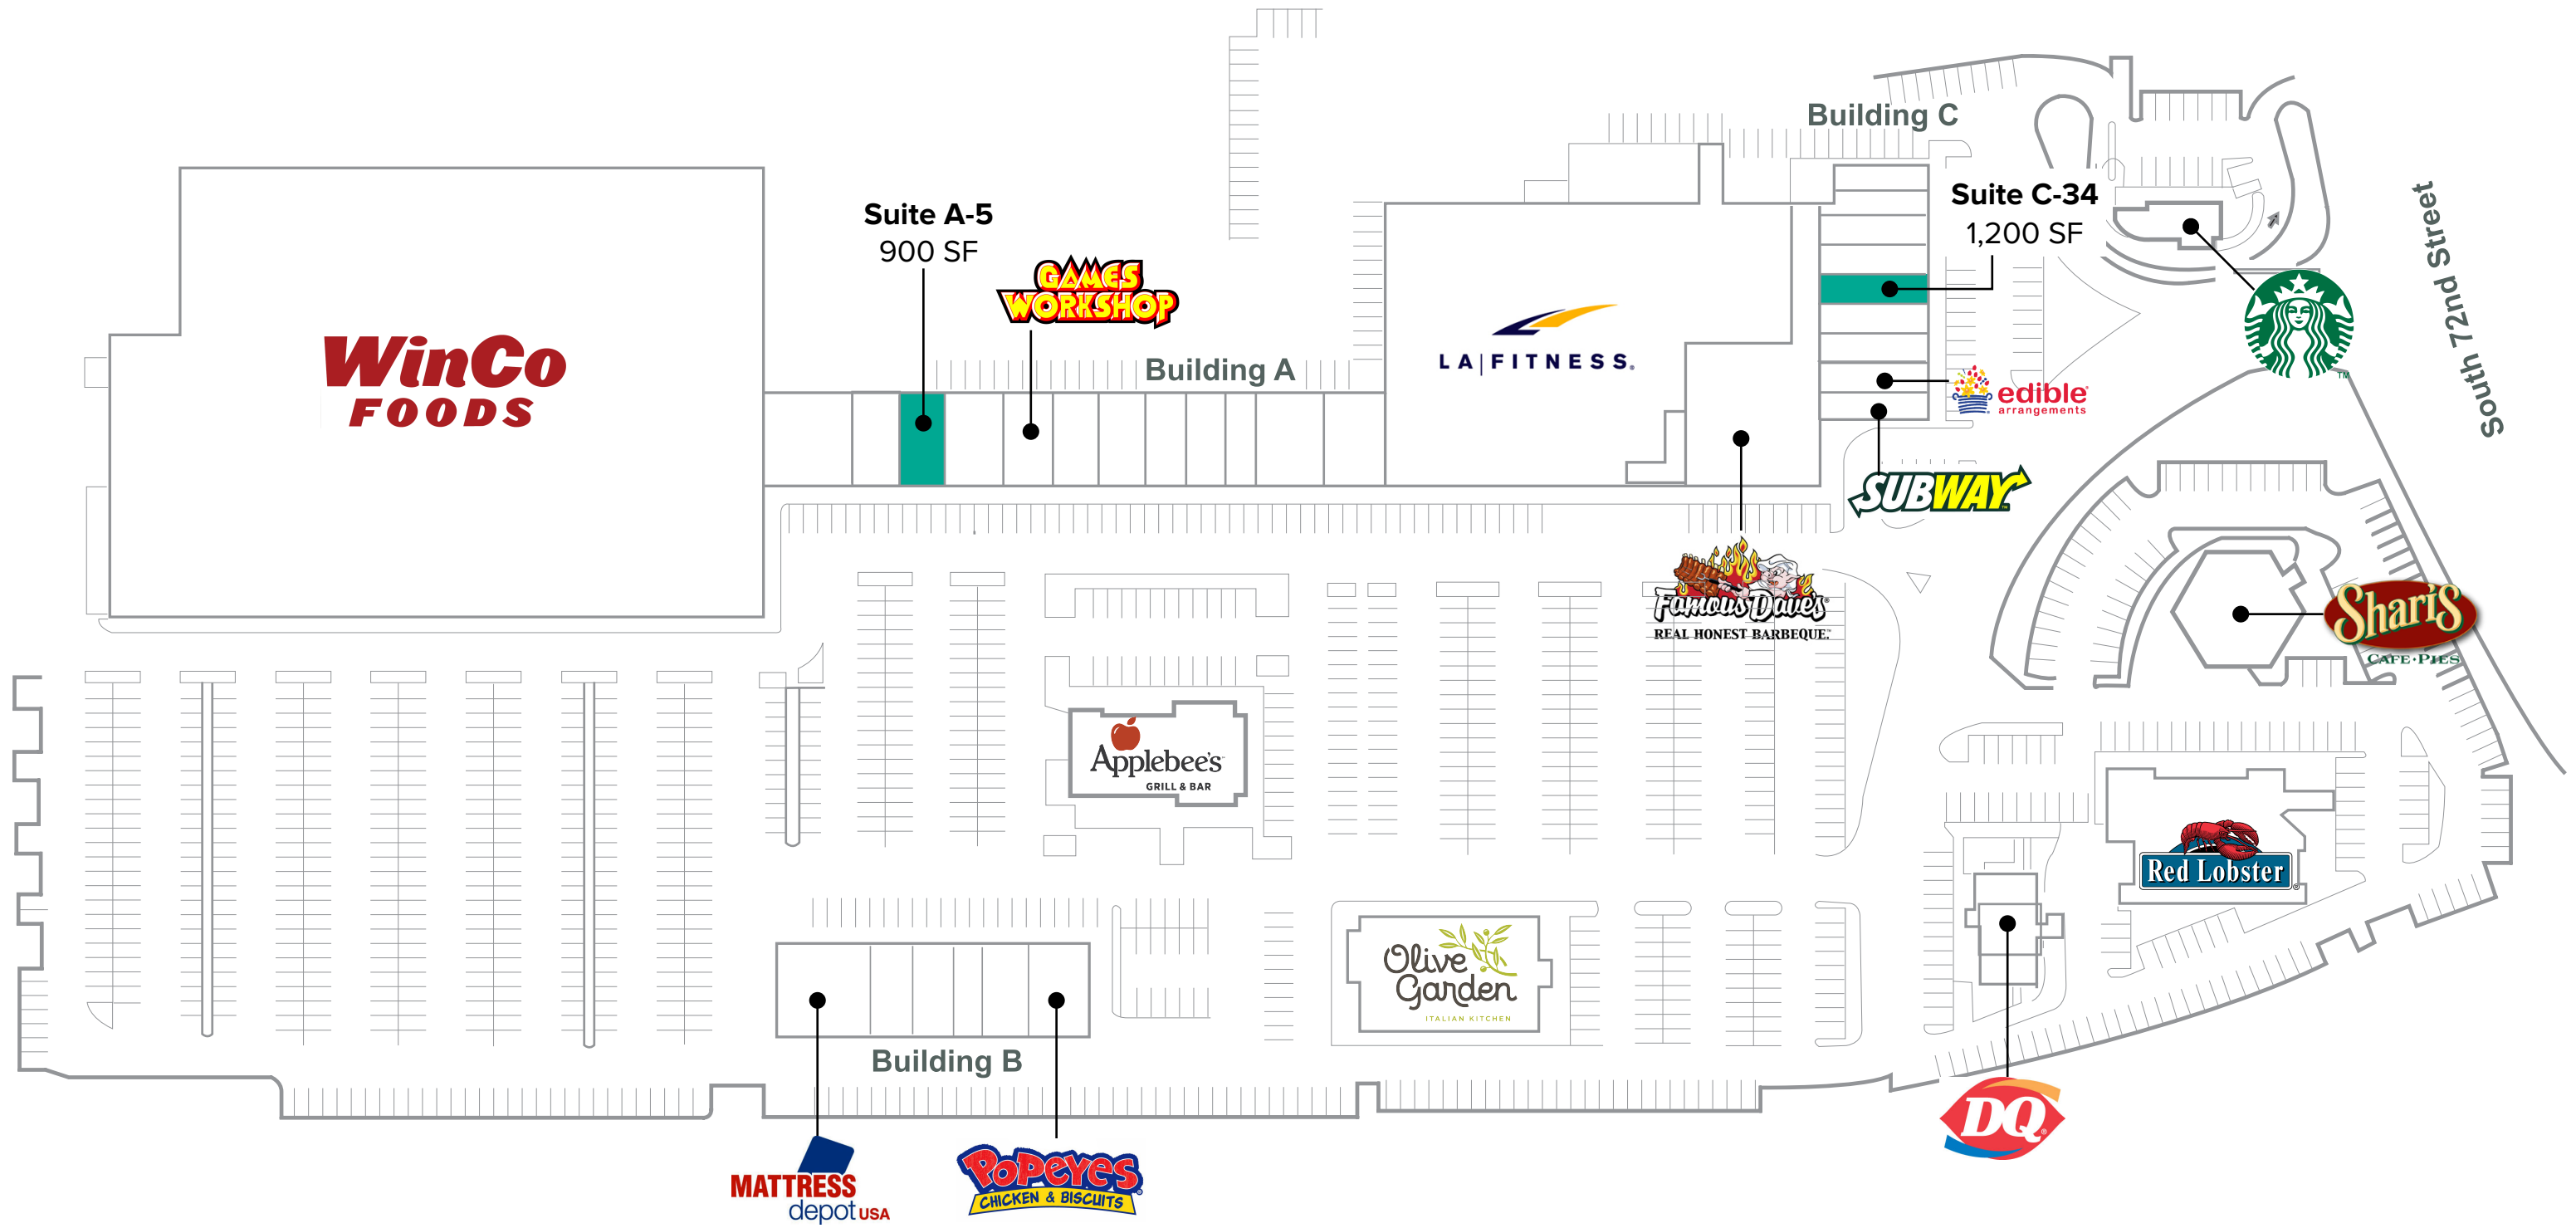 Building C
Suite C-34
1,200 SF
Suite A-5
900 SF
GAMES
WORKSHOP
South 72nd Street
TM
WinCo
FOODS
Building A
LA|FITNESS®
edible®
arrangements
SUBWAY
Famous Dave's®
REAL HONEST BARBEQUE.™
Shari's
CAFE·PIES
Applebee's
GRILL & BAR
Red Lobster®
Olive
Garden
ITALIAN KITCHEN
Building B
DQ®
MATTRESS
depot USA
POPEYES®
CHICKEN & BISCUITS